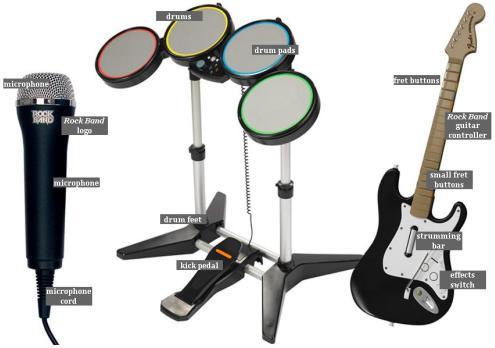 microphone
ROCK
BAND
Rock Band
logo
microphone
microphone
cord
drums
drum pads
drum feet
kick pedal
fret buttons
Rock Band
guitar
controller
small fret
buttons
strumming
bar
effects
switch